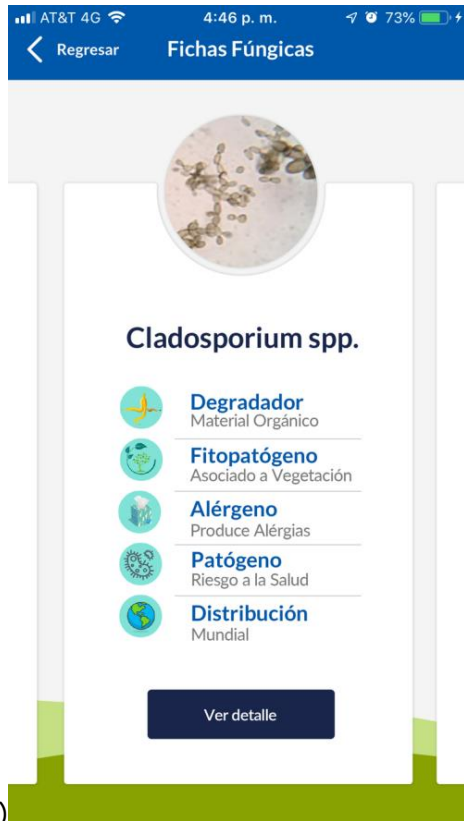 AT&T 4G 4:46 p. m. 73%
Regresar Fichas Fúngicas
Cladosporium spp.
Degradador
Material Orgánico
Fitopatógeno
Asociado a Vegetación
Alérgeno
Produce Alérgias
Patógeno
Riesgo a la Salud
Distribución
Mundial
Ver detalle
)